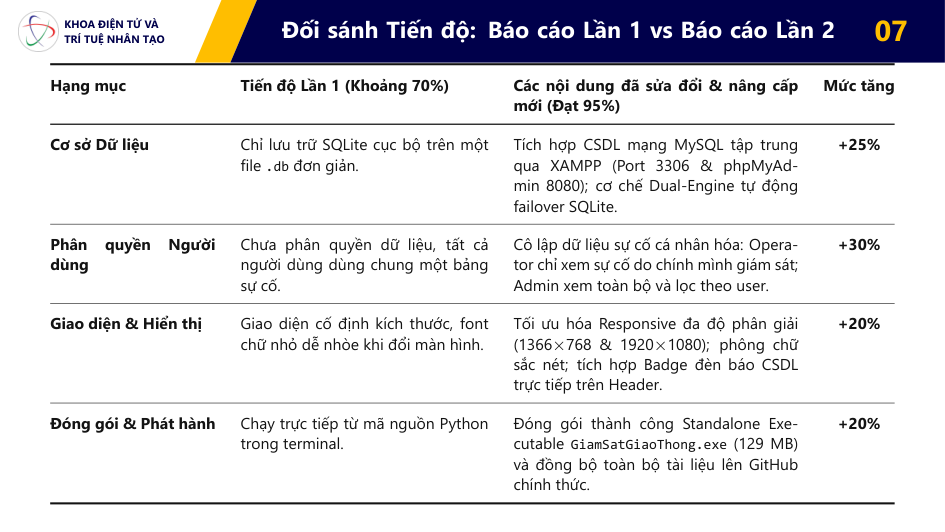 KHOA ĐIỆN TỬ VÀ
TRÍ TUỆ NHÂN TẠO
Đối sánh Tiến độ: Báo cáo Lần 1 vs Báo cáo Lần 2
07
Hạng mục
Tiến độ Lần 1 (Khoảng 70%)
Các nội dung đã sửa đổi & nâng cấp
mới (Đạt 95%)
Mức tăng
Cơ sở Dữ liệu
Chỉ lưu trữ SQLite cục bộ trên một
file .db đơn giản.
Tích hợp CSDL mạng MySQL tập trung
qua XAMPP (Port 3306 & phpMyAd-
min 8080); cơ chế Dual-Engine tự động
failover SQLite.
+25%
Phân quyền Người
dùng
Chưa phân quyền dữ liệu, tất cả
người dùng dùng chung một bảng
sự cố.
Cô lập dữ liệu sự cố cá nhân hóa: Opera-
tor chỉ xem sự cố do chính mình giám sát;
Admin xem toàn bộ và lọc theo user.
+30%
Giao diện & Hiển thị
Giao diện cố định kích thước, font
chữ nhỏ dễ nhòe khi đổi màn hình.
Tối ưu hóa Responsive đa độ phân giải
(1366×768 & 1920×1080); phông chữ
sắc nét; tích hợp Badge đèn báo CSDL
trực tiếp trên Header.
+20%
Đóng gói & Phát hành
Chạy trực tiếp từ mã nguồn Python
trong terminal.
Đóng gói thành công Standalone Exe-
cutable GiamSatGiaoThong.exe (129 MB)
và đồng bộ toàn bộ tài liệu lên GitHub
chính thức.
+20%